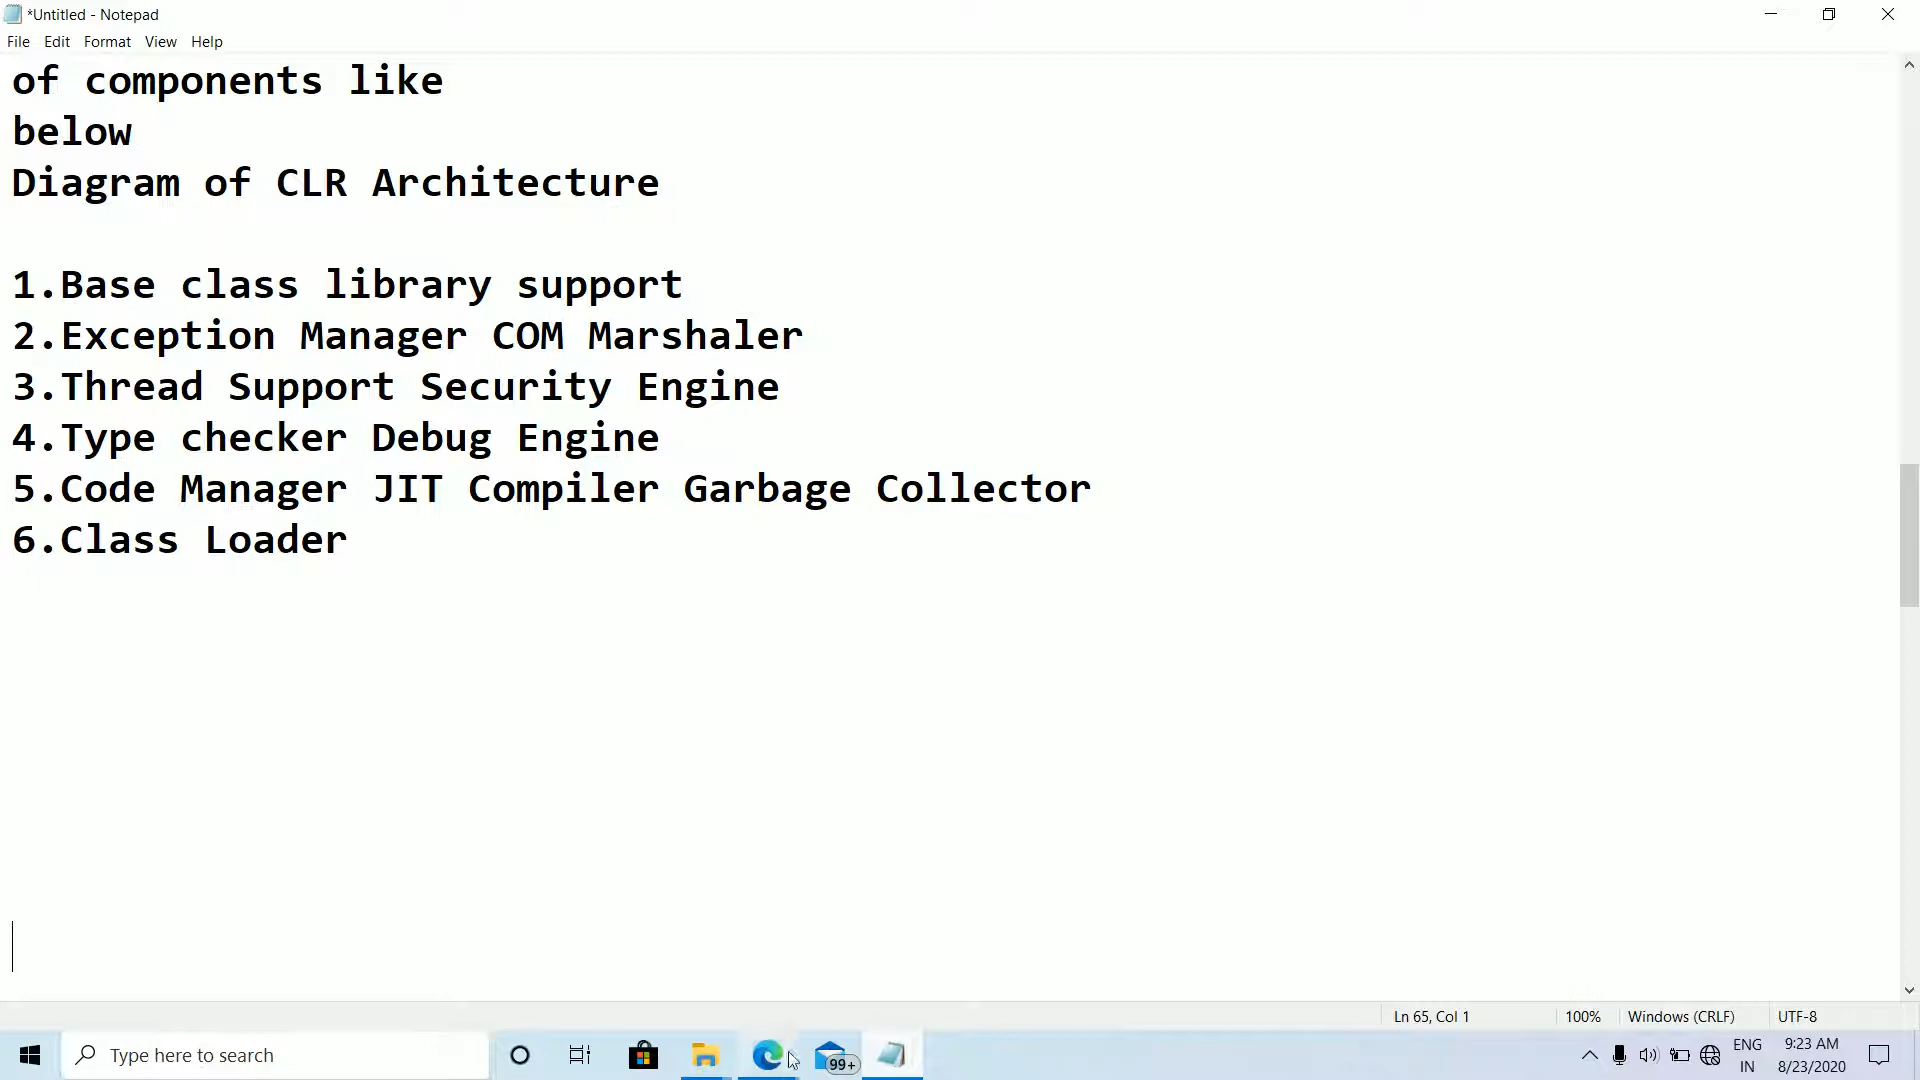 *Untitled - Notepad
File Edit Format View Help
of components like
below
Diagram of CLR Architecture
1.Base class library support
2.Exception Manager COM Marshaler
3.Thread Support Security Engine
4.Type checker Debug Engine
5.Code Manager JIT Compiler Garbage Collector
6.Class Loader
Ln 65, Col 1 100% Windows (CRLF) UTF-8
Type here to search
99+
ENG
IN
9:23 AM
8/23/2020